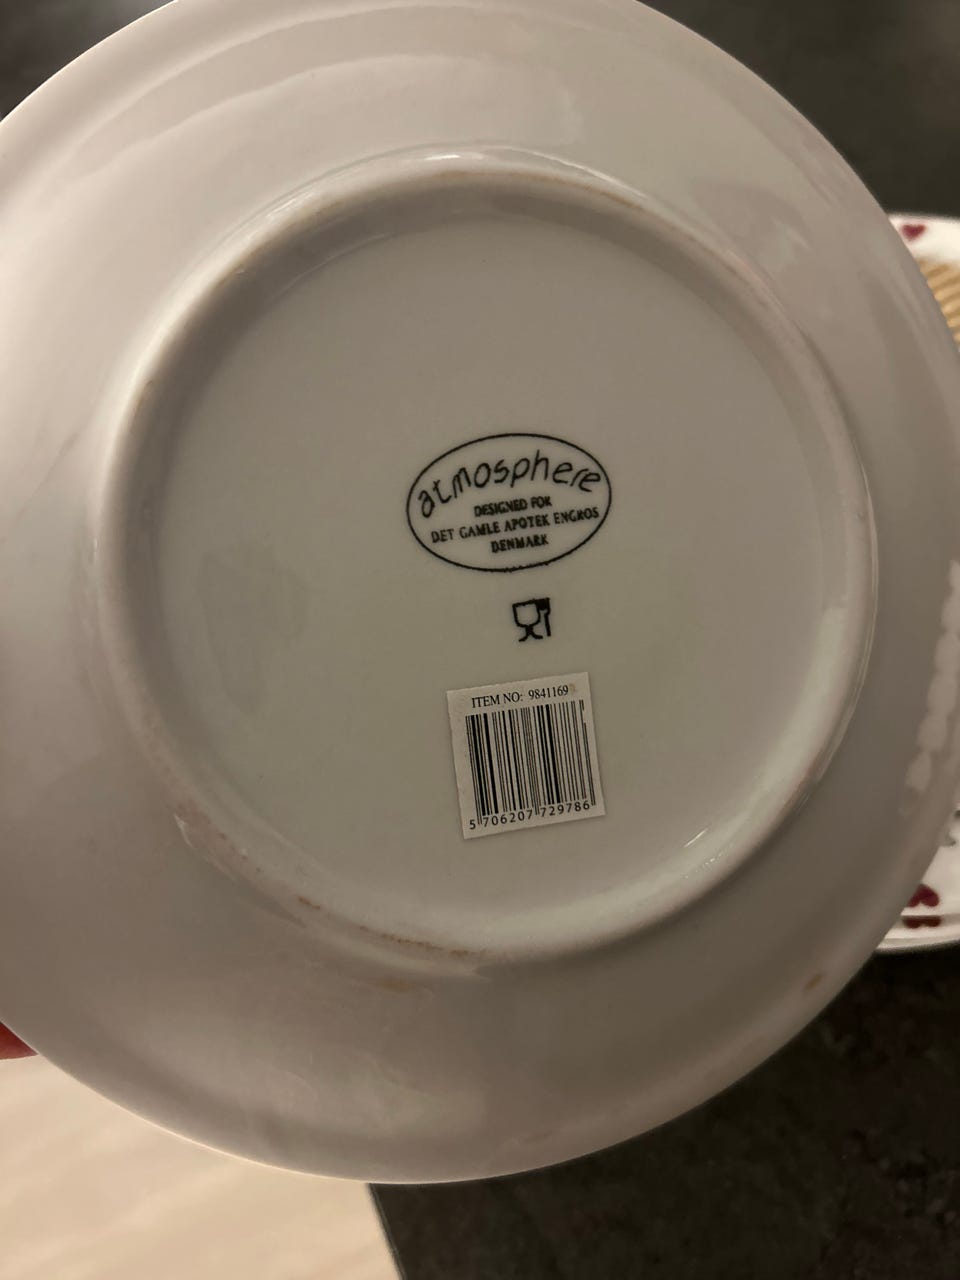 atmosphere
DESIGNED FOR
DET GAMLE APOTEK ENGROS
DENMARK
ITEM NO: 9841169
5 706207 729786